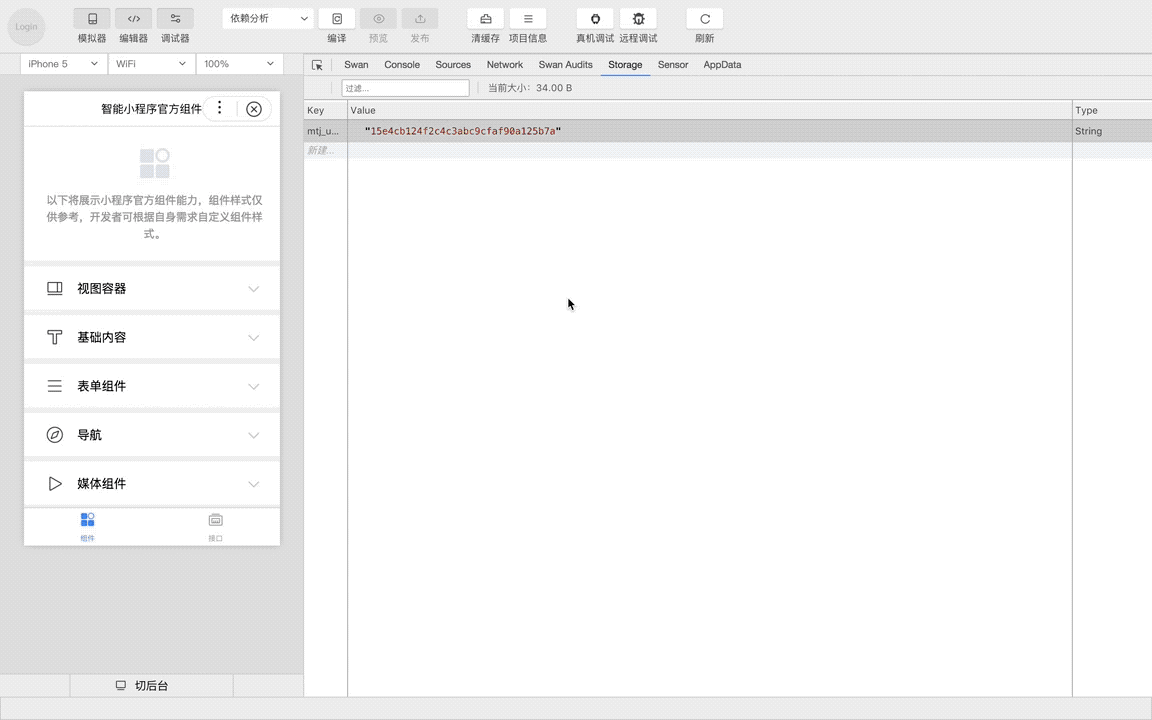 Login
模拟器 编辑器 调试器
依赖分析
编译 预览 发布
清缓存 项目信息
真机调试 远程调试
刷新
iPhone 5 WiFi 100%
Swan Console Sources Network Swan Audits Storage Sensor AppData
过滤... 当前大小: 34.00 B
Key Value Type
mtj_u... "15e4cb124f2c4c3abc9cfaf90a125b7a" String
新建...
智能小程序官方组件
以下将展示小程序官方组件能力，组件样式仅
供参考，开发者可根据自身需求自定义组件样
式。
视图容器
基础内容
表单组件
导航
媒体组件
组件 接口
切后台